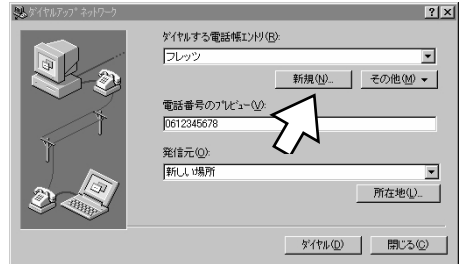 ダイヤルアップ ネットワーク
ダイヤルする電話帳エントリ(R):
フレッツ
新規(N)... その他(M)
電話番号のプレビュー(V):
0612345678
発信元(O):
新しい場所
所在地(L)...
ダイヤル(D) 閉じる(C)